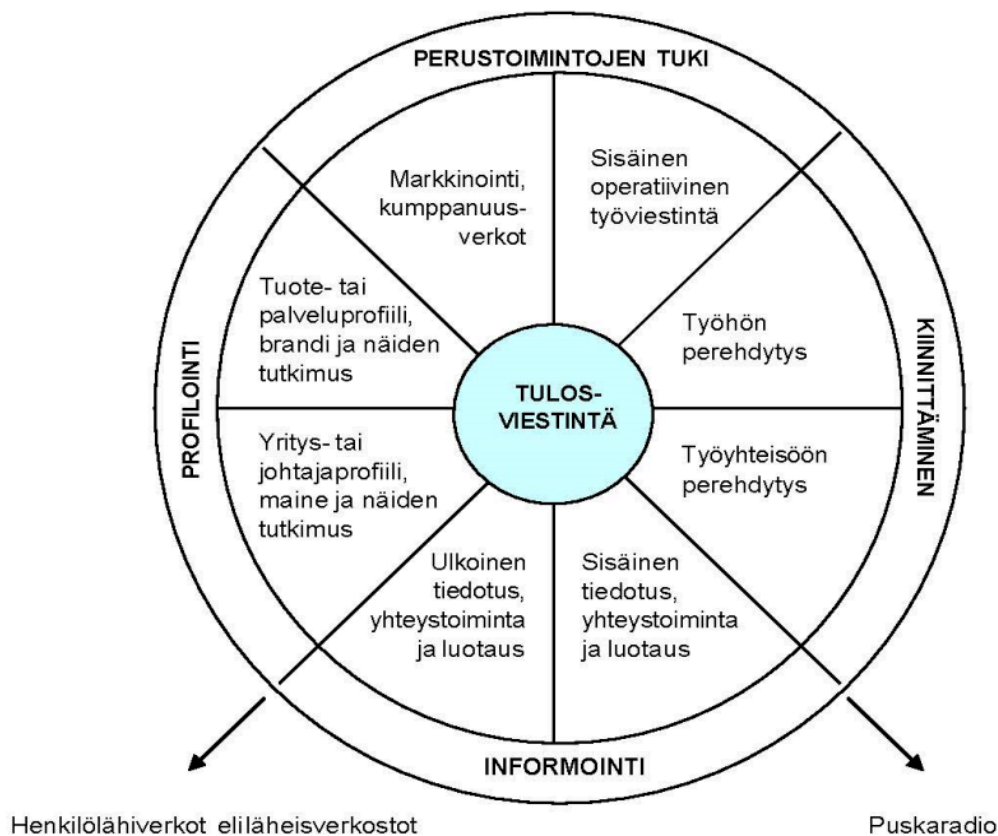 PERUSTOIMINTOJEN TUKI
Markkinointi,
kumppanuus-
verkot
Sisäinen
operatiivinen
työviestintä
Tuote- tai
palveluprofiili,
brandi ja näiden
tutkimus
Työhön
perehdytys
PROFILOINTI
TULOS-
VIESTINTÄ
KIINNITTÄMINEN
Yritys- tai
johtajaprofiili,
maine ja näiden
tutkimus
Työyhteisöön
perehdytys
Ulkoinen
tiedotus,
yhteystoiminta
ja luotaus
Sisäinen
tiedotus,
yhteystoiminta
ja luotaus
INFORMOINTI
Henkilölähiverkot eli läheisverkostot
Puskaradio